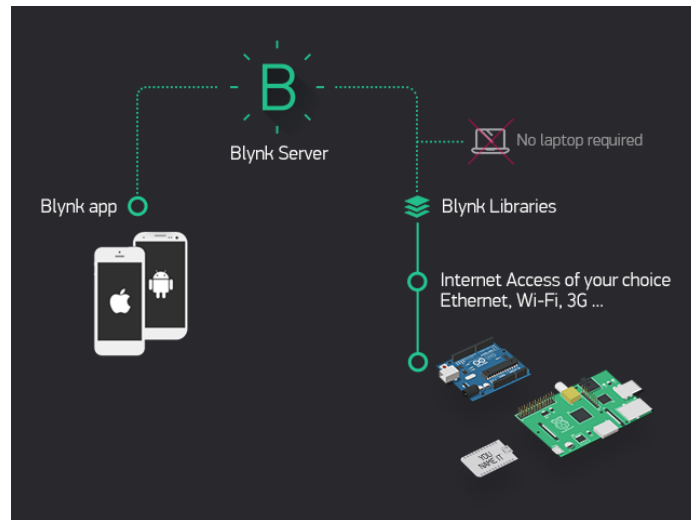 B
Blynk Server
No laptop required
Blynk app
Blynk Libraries
Internet Access of your choice
Ethernet, Wi-Fi, 3G ...
YOU
NAME IT